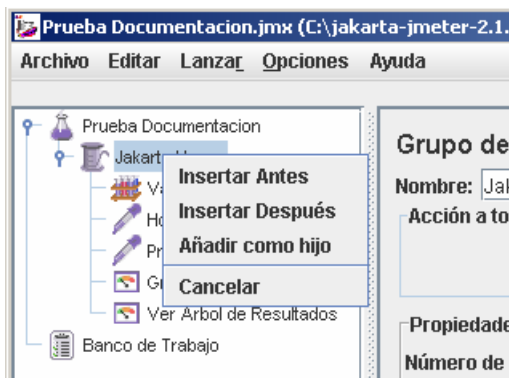 Prueba Documentacion.jmx (C:\jakarta-jmeter-2.1.
Archivo Editar Lanzar Opciones Ayuda
Prueba Documentacion
Grupo de
Insertar Antes
Nombre:
Insertar Después
Acción a to
Añadir como hijo
Cancelar
Ver Arbol de Resultados
Propiedade
Banco de Trabajo
Número de